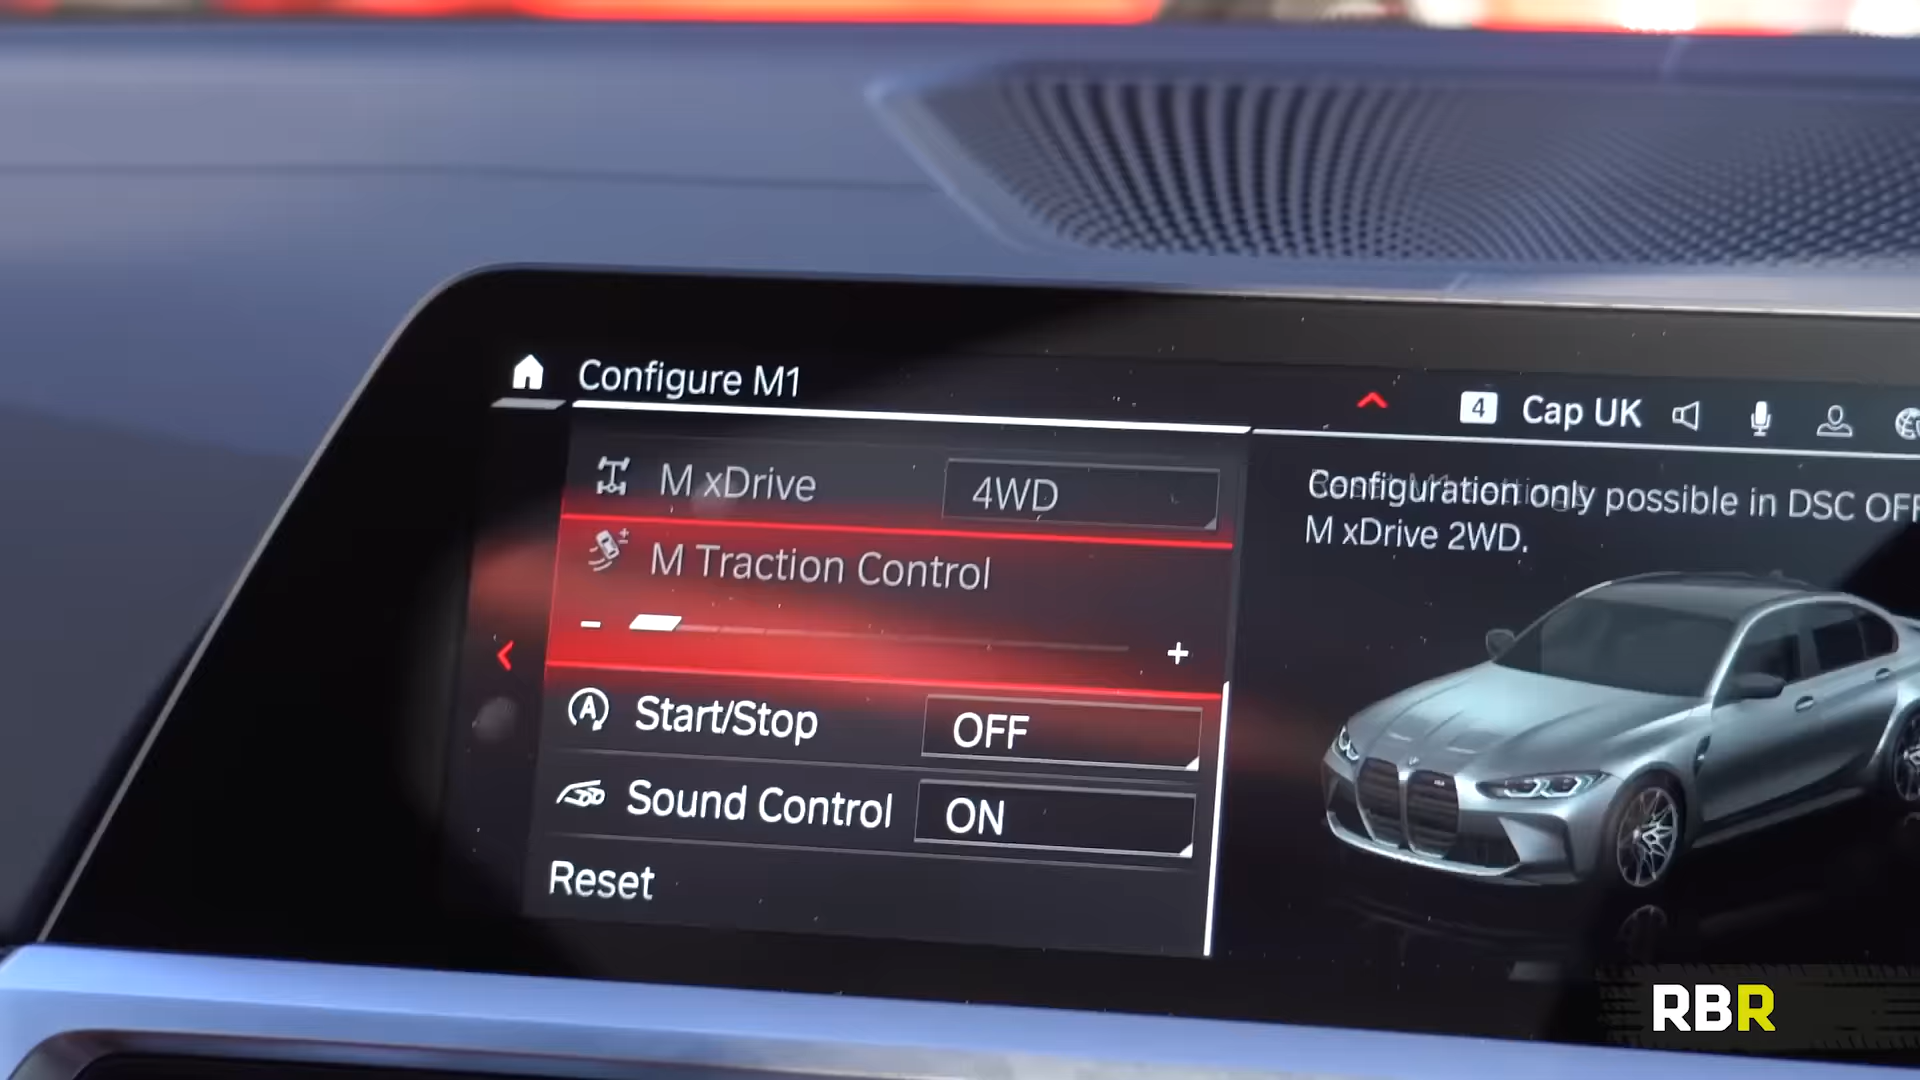 Configure M1
4 Cap UK
M xDrive 4WD
M Traction Control
- +
Start/Stop OFF
Sound Control ON
Reset
Configuration only possible in DSC OFF
M xDrive 2WD.
RBR